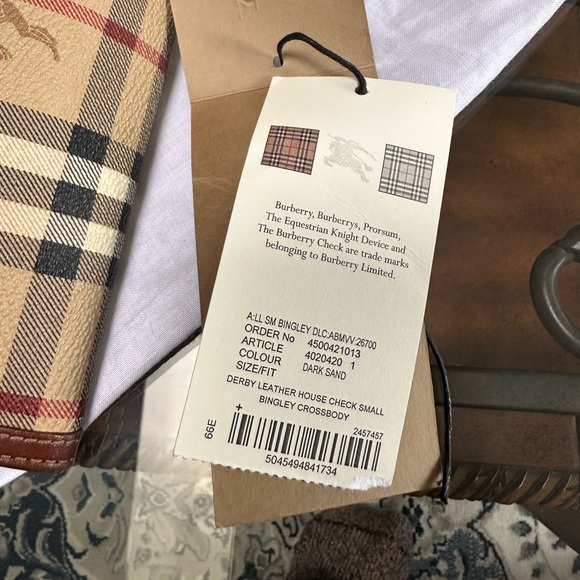 Burberry, Burberrys, Prorsum,
The Equestrian Knight Device and
The Burberry Check are trade marks
belonging to Burberry Limited.
A:LL SM BINGLEY DLC:ABMVV:26700
ORDER No 4500421013
ARTICLE 4020420 1
COLOUR DARK SAND
SIZE/FIT
DERBY LEATHER HOUSE CHECK SMALL
BINGLEY CROSSBODY
+ 2457457
66E
5045494841734